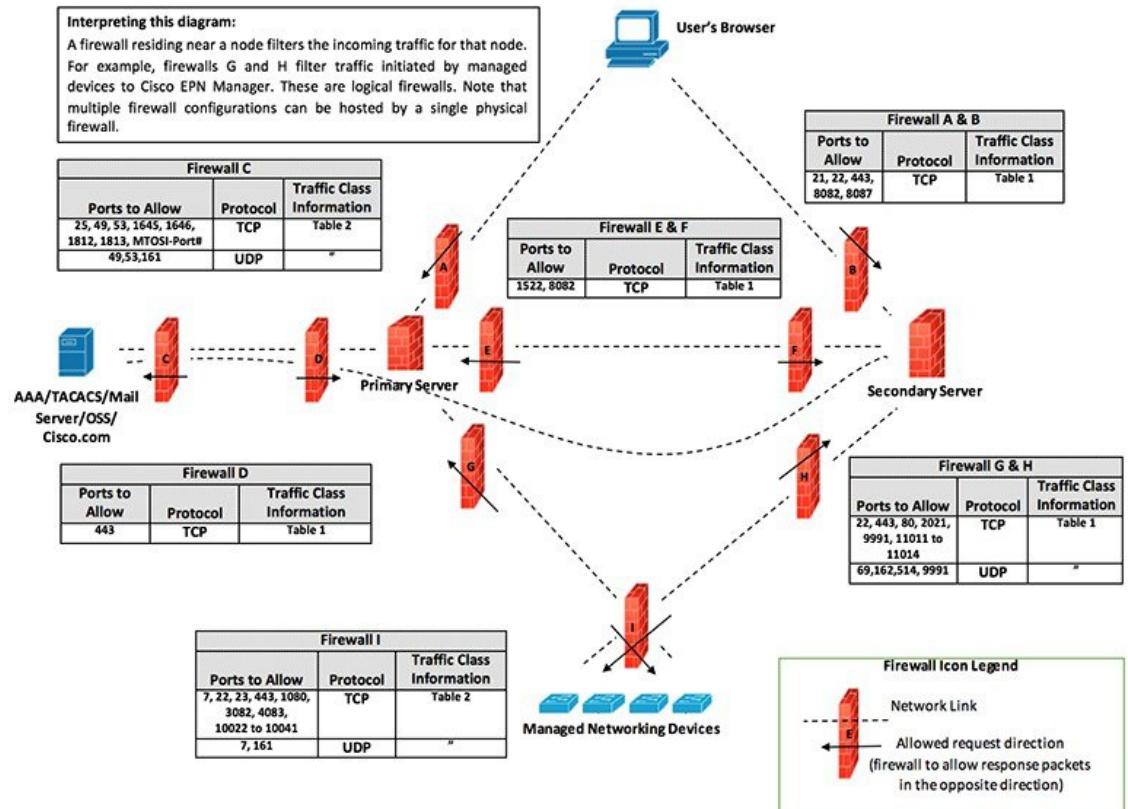 Interpreting this diagram:
A firewall residing near a node filters the incoming traffic for that node.
For example, firewalls G and H filter traffic initiated by managed
devices to Cisco EPN Manager. These are logical firewalls. Note that
multiple firewall configurations can be hosted by a single physical
firewall.
User's Browser
Firewall A & B
Ports to Allow Protocol Traffic Class Information
21, 22, 443,
8082, 8087
TCP
Table 1
Firewall C
Ports to Allow Protocol Traffic Class Information
25, 49, 53, 1645, 1646,
1812, 1813, MTOSI-Port#
TCP
Table 2
49,53,161 UDP "
Firewall E & F
Ports to Allow Protocol Traffic Class Information
1522, 8082 TCP Table 1
A
B
C
D
E
F
Primary Server
Secondary Server
AAA/TACACS/Mail
Server/OSS/
Cisco.com
G
H
Firewall D
Ports to Allow Protocol Traffic Class Information
443 TCP Table 1
Firewall G & H
Ports to Allow Protocol Traffic Class Information
22, 443, 80, 2021,
9991, 11011 to
11014
TCP
Table 1
69,162,514, 9991 UDP "
I
Firewall I
Ports to Allow Protocol Traffic Class Information
7, 22, 23, 443, 1080,
3082, 4083,
10022 to 10041
TCP
Table 2
7, 161 UDP "
Managed Networking Devices
Firewall Icon Legend
E
Network Link
Allowed request direction
(firewall to allow response packets
in the opposite direction)